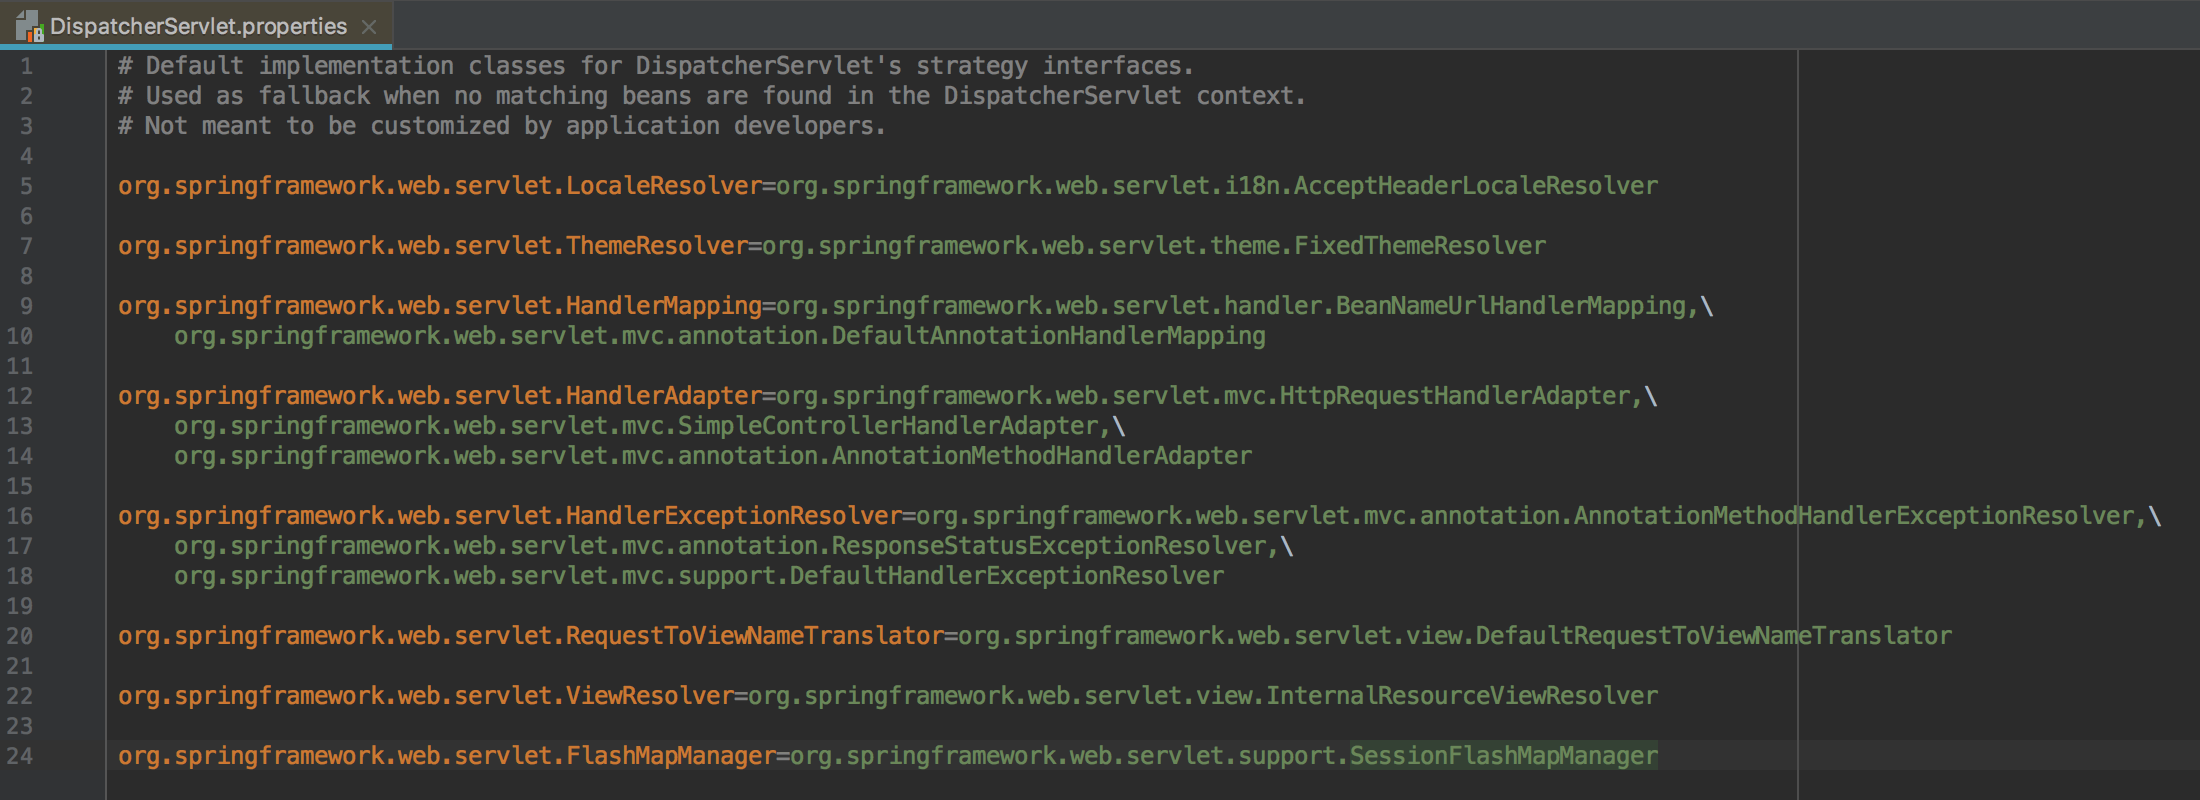 DispatcherServlet.properties
1 # Default implementation classes for DispatcherServlet's strategy interfaces.
2 # Used as fallback when no matching beans are found in the DispatcherServlet context.
3 # Not meant to be customized by application developers.
4
5 org.springframework.web.servlet.LocaleResolver=org.springframework.web.servlet.i18n.AcceptHeaderLocaleResolver
6
7 org.springframework.web.servlet.ThemeResolver=org.springframework.web.servlet.theme.FixedThemeResolver
8
9 org.springframework.web.servlet.HandlerMapping=org.springframework.web.servlet.handler.BeanNameUrlHandlerMapping,\
10 org.springframework.web.servlet.mvc.annotation.DefaultAnnotationHandlerMapping
11
12 org.springframework.web.servlet.HandlerAdapter=org.springframework.web.servlet.mvc.HttpRequestHandlerAdapter,\
13 org.springframework.web.servlet.mvc.SimpleControllerHandlerAdapter,\
14 org.springframework.web.servlet.mvc.annotation.AnnotationMethodHandlerAdapter
15
16 org.springframework.web.servlet.HandlerExceptionResolver=org.springframework.web.servlet.mvc.annotation.AnnotationMethodHandlerExceptionResolver,\
17 org.springframework.web.servlet.mvc.annotation.ResponseStatusExceptionResolver,\
18 org.springframework.web.servlet.mvc.support.DefaultHandlerExceptionResolver
19
20 org.springframework.web.servlet.RequestToViewNameTranslator=org.springframework.web.servlet.view.DefaultRequestToViewNameTranslator
21
22 org.springframework.web.servlet.ViewResolver=org.springframework.web.servlet.view.InternalResourceViewResolver
23
24 org.springframework.web.servlet.FlashMapManager=org.springframework.web.servlet.support.SessionFlashMapManager